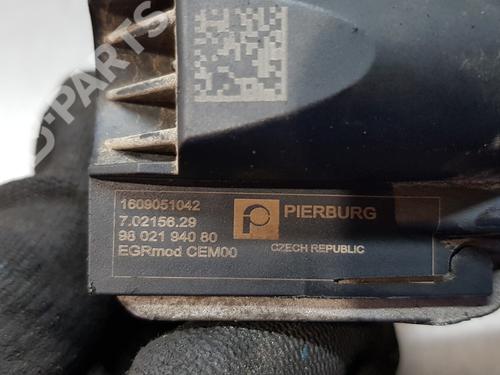 B-PARTS
1609051042
7.02156.29
98 021 940 80
EGRmod CEM00
PIERBURG
CZECH REPUBLIC